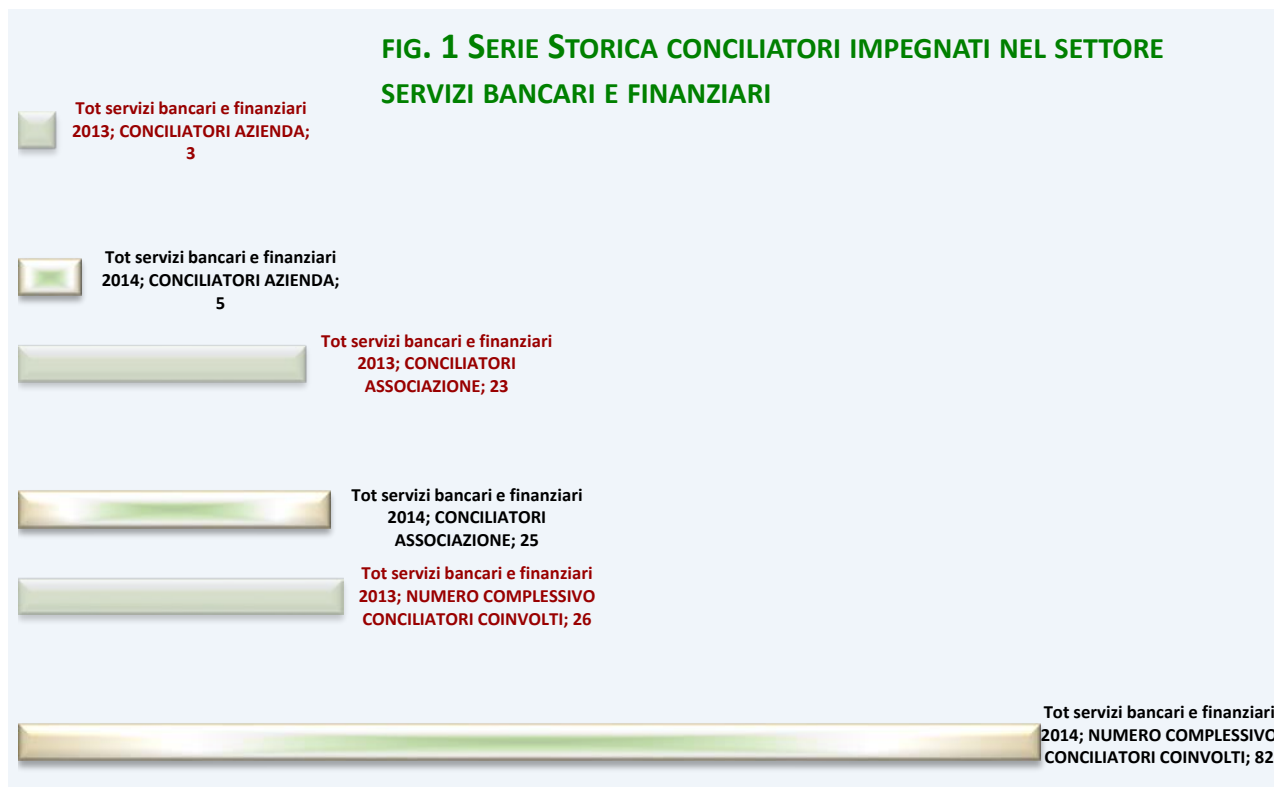 FIG. 1 SERIE STORICA CONCILIATORI IMPEGNATI NEL SETTORE
SERVIZI BANCARI E FINANZIARI
Tot servizi bancari e finanziari
2013; CONCILIATORI AZIENDA;
3
Tot servizi bancari e finanziari
2014; CONCILIATORI AZIENDA;
5
Tot servizi bancari e finanziari
2013; CONCILIATORI
ASSOCIAZIONE; 23
Tot servizi bancari e finanziari
2014; CONCILIATORI
ASSOCIAZIONE; 25
Tot servizi bancari e finanziari
2013; NUMERO COMPLESSIVO
CONCILIATORI COINVOLTI; 26
Tot servizi bancari e finanziari
2014; NUMERO COMPLESSIVO
CONCILIATORI COINVOLTI; 82